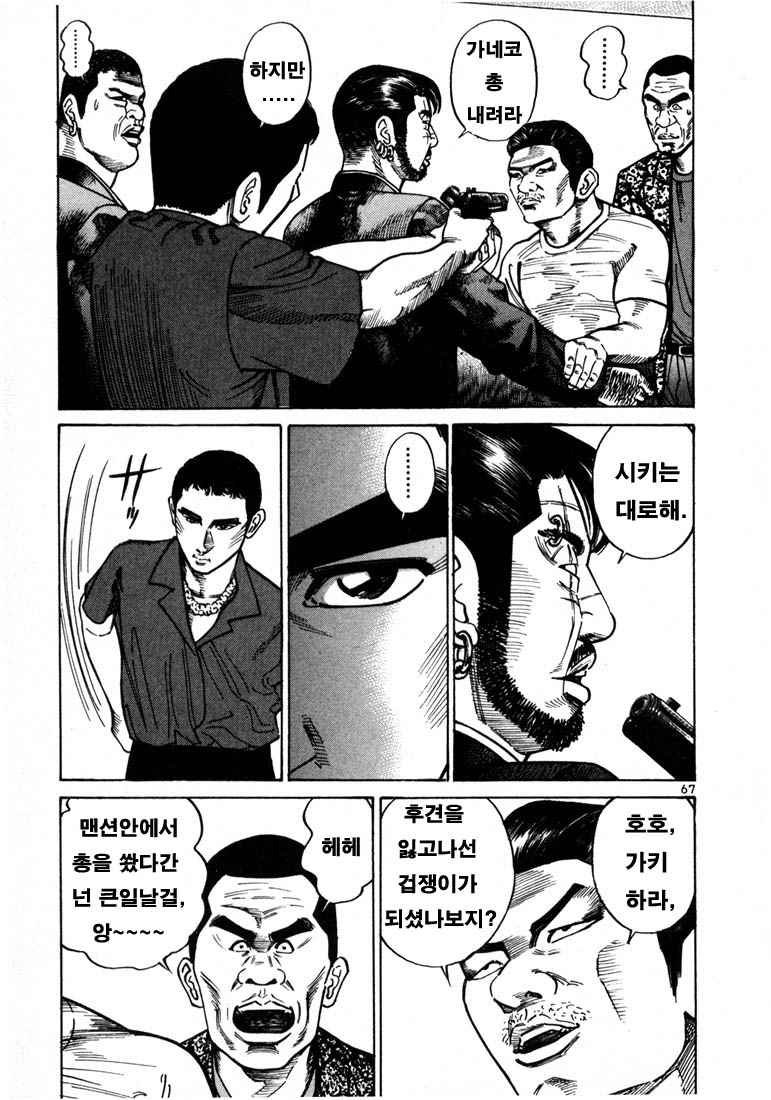 가네코
총
내려라
………
하지만
·····
………
시키는
대로해.
………
ザッ
67
호호,
가키
하라,
후견을
잃고나선
겁쟁이가
되셨나보지?
헤헤
맨션안에서
총을 쐈다간
넌 큰일날걸,
앙~~~~